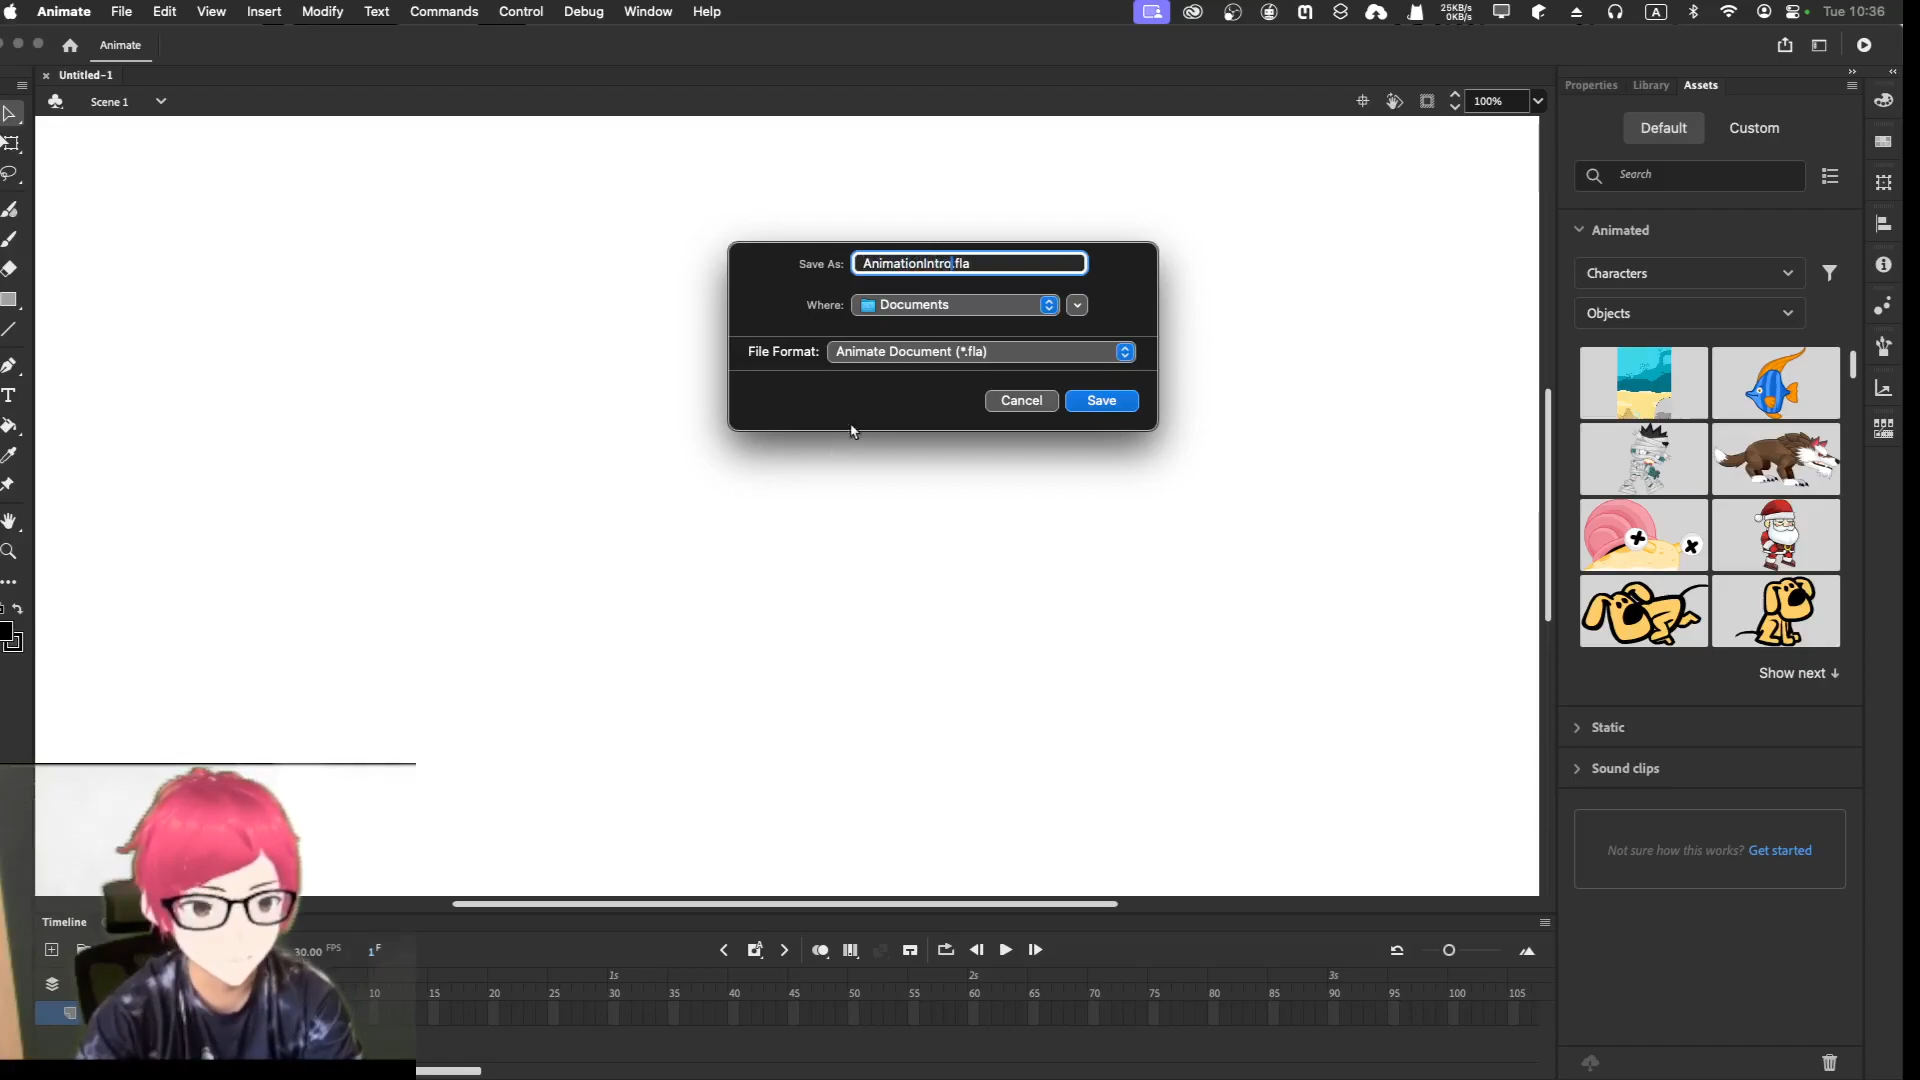 Animate File Edit View Insert Modify Text Commands Control Debug Window Help
25KB/s
0KB/s
A
Tue 10:36
Animate
Untitled-1
Scene 1
100%
Properties Library Assets
Default Custom
Search
Animated
Characters
Objects
Show next ↓
Static
Sound clips
Not sure how this works? Get started
Save As: AnimationIntro.fla
Where: Documents
File Format: Animate Document (*.fla)
Cancel Save
T
Timeline
30.00 FPS 1 F
1s 2s 3s
10 15 20 25 30 35 40 45 50 55 60 65 70 75 80 85 90 95 100 105